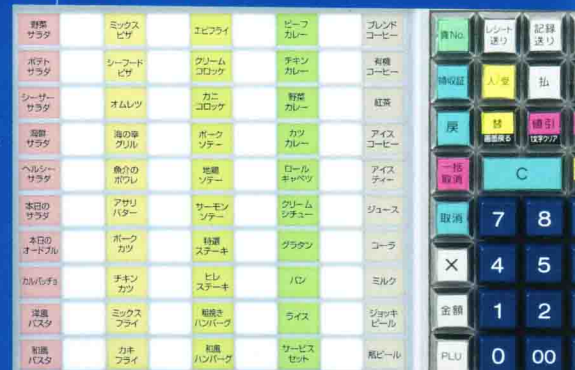 野菜
サラダ
ミックス
ピザ
エビフライ
ビーフ
カレー
ブレンド
コーヒー
ポテト
サラダ
シーフード
ピザ
クリーム
コロッケ
チキン
カレー
有機
コーヒー
シーザー
サラダ
オムレツ
カニ
コロッケ
野菜
カレー
紅茶
海鮮
サラダ
海の幸
グリル
ポーク
ソテー
カツ
カレー
アイス
コーヒー
ヘルシー
サラダ
魚介の
ポワレ
地鶏
ソテー
ロール
キャベツ
アイス
ティー
本日の
サラダ
アサリ
バター
サーモン
ソテー
クリーム
シチュー
ジュース
本日の
オードブル
ポーク
カツ
特選
ステーキ
グラタン
コーラ
カルパッチョ
チキン
カツ
ヒレ
ステーキ
パン
ミルク
洋風
パスタ
ミックス
フライ
粗挽き
ハンバーグ
ライス
ジョッキ
ビール
和風
パスタ
カキ
フライ
和風
ハンバーグ
サービス
セット
瓶ビール
責No.
レシート
送り
記録
送り
領収証
人/受
払
戻
替
画面戻る
値引
1文字クリア
一括
取消
C
取消
7
8
×
4
5
金額
1
2
PLU
0
00